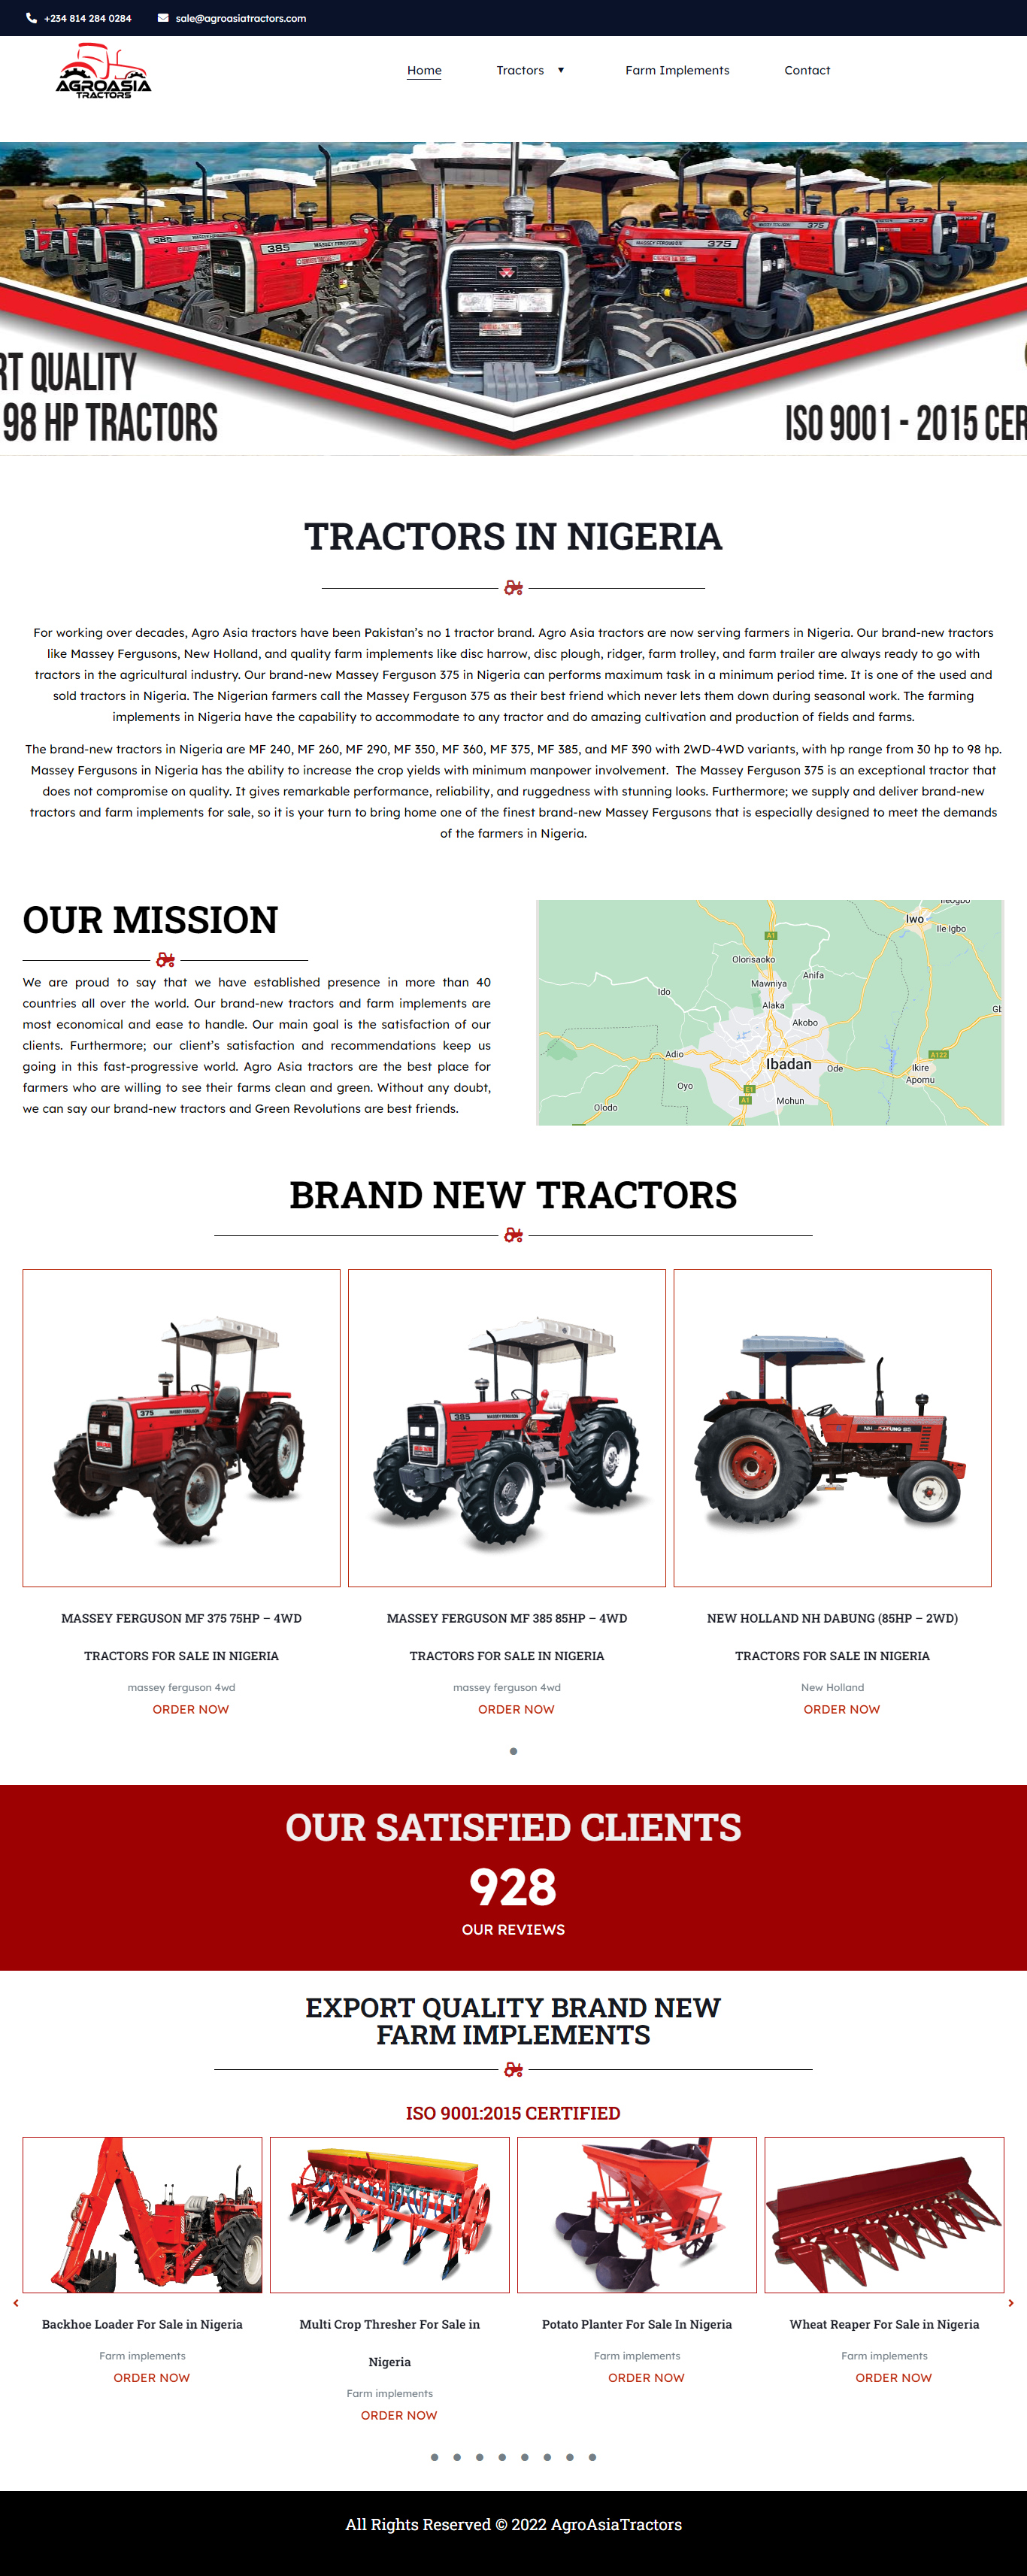 +234 814 284 0284 sale@agroasiatractors.com
AGROASIA
TRACTORS
Home Tractors ▼ Farm Implements Contact
385 MASSEY FERGUSON 385 MASSEY FERGUSON MASSEY FERGUSON 375 375
RT QUALITY
98 HP TRACTORS
ISO 9001 - 2015 CER
TRACTORS IN NIGERIA
For working over decades, Agro Asia tractors have been Pakistan’s no 1 tractor brand. Agro Asia tractors are now serving farmers in Nigeria. Our brand-new tractors
like Massey Fergusons, New Holland, and quality farm implements like disc harrow, disc plough, ridger, farm trolley, and farm trailer are always ready to go with
tractors in the agricultural industry. Our brand-new Massey Ferguson 375 in Nigeria can performs maximum task in a minimum period time. It is one of the used and
sold tractors in Nigeria. The Nigerian farmers call the Massey Ferguson 375 as their best friend which never lets them down during seasonal work. The farming
implements in Nigeria have the capability to accommodate to any tractor and do amazing cultivation and production of fields and farms.
The brand-new tractors in Nigeria are MF 240, MF 260, MF 290, MF 350, MF 360, MF 375, MF 385, and MF 390 with 2WD-4WD variants, with hp range from 30 hp to 98 hp.
Massey Fergusons in Nigeria has the ability to increase the crop yields with minimum manpower involvement. The Massey Ferguson 375 is an exceptional tractor that
does not compromise on quality. It gives remarkable performance, reliability, and ruggedness with stunning looks. Furthermore; we supply and deliver brand-new
tractors and farm implements for sale, so it is your turn to bring home one of the finest brand-new Massey Fergusons that is especially designed to meet the demands
of the farmers in Nigeria.
OUR MISSION
We are proud to say that we have established presence in more than 40
countries all over the world. Our brand-new tractors and farm implements are
most economical and ease to handle. Our main goal is the satisfaction of our
clients. Furthermore; our client’s satisfaction and recommendations keep us
going in this fast-progressive world. Agro Asia tractors are the best place for
farmers who are willing to see their farms clean and green. Without any doubt,
we can say our brand-new tractors and Green Revolutions are best friends.
Ileogbo
Iwo
Ile Igbo
A1
Olorisaoko
Anifa
Mawniya
Ido
Alaka
Akobo
Adio
Ibadan
Ode
A122
Ikire
Apomu
Oyo
E1
A1
Mohun
Olodo
BRAND NEW TRACTORS
375 MASSEY FERGUSON
385 MASSEY FERGUSON
NH DABUNG 85
MASSEY FERGUSON MF 375 75HP – 4WD
TRACTORS FOR SALE IN NIGERIA
massey ferguson 4wd
ORDER NOW
MASSEY FERGUSON MF 385 85HP – 4WD
TRACTORS FOR SALE IN NIGERIA
massey ferguson 4wd
ORDER NOW
NEW HOLLAND NH DABUNG (85HP – 2WD)
TRACTORS FOR SALE IN NIGERIA
New Holland
ORDER NOW
OUR SATISFIED CLIENTS
928
OUR REVIEWS
EXPORT QUALITY BRAND NEW
FARM IMPLEMENTS
ISO 9001:2015 CERTIFIED
Backhoe Loader For Sale in Nigeria
Farm implements
ORDER NOW
Multi Crop Thresher For Sale in
Nigeria
Farm implements
ORDER NOW
Potato Planter For Sale In Nigeria
Farm implements
ORDER NOW
Wheat Reaper For Sale in Nigeria
Farm implements
ORDER NOW
All Rights Reserved © 2022 AgroAsiaTractors